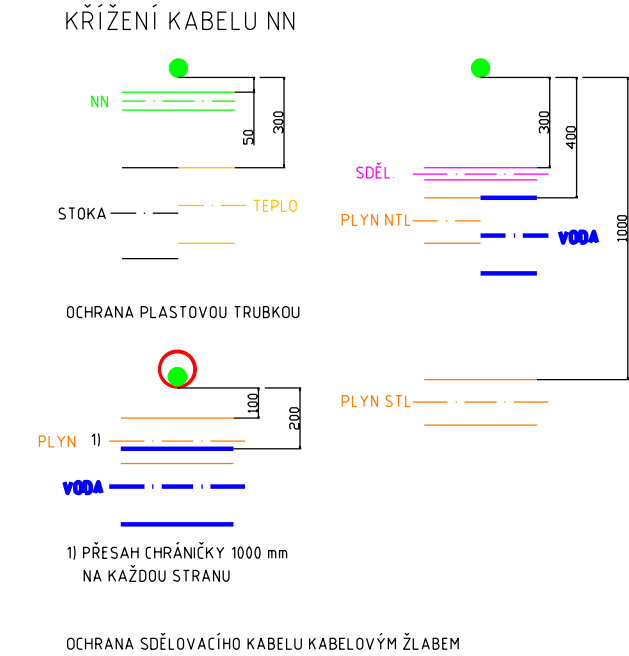 KŘÍŽENÍ KABELU NN
NN
50
300
STOKA
TEPLO
300
400
1000
SDĚL.
PLYN NTL
VODA
PLYN STL
OCHRANA PLASTOVOU TRUBKOU
100
200
PLYN 1)
VODA
1) PŘESAH CHRÁNIČKY 1000 mm
NA KAŽDOU STRANU
OCHRANA SDĚLOVACÍHO KABELU KABELOVÝM ŽLABEM